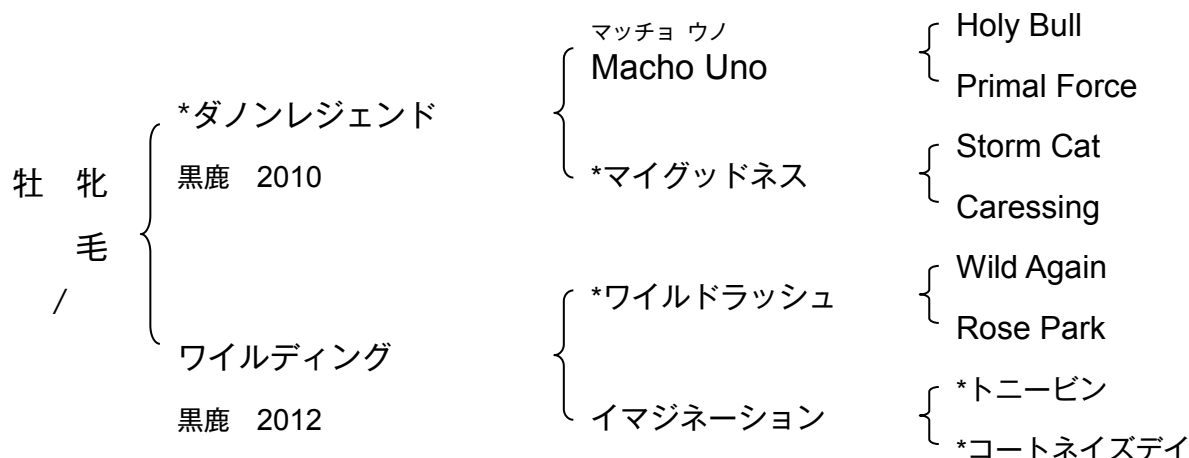 牡　牝
毛
/
*ダノンレジェンド
黒鹿　2010
ワイルディング
黒鹿　2012
マッチョ ウノ
Macho Uno
*マイグッドネス
*ワイルドラッシュ
イマジネーション
Holy Bull
Primal Force
Storm Cat
Caressing
Wild Again
Rose Park
*トニービン
*コートネイズデイ